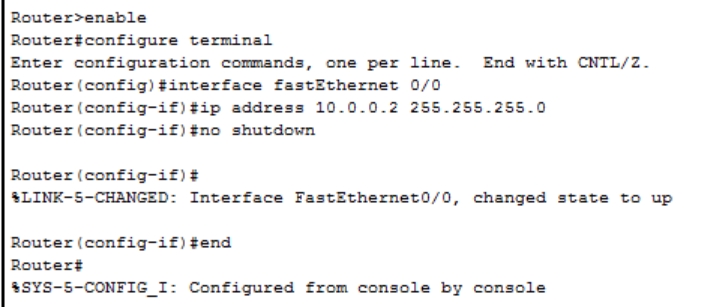 Router>enable
Router#configure terminal
Enter configuration commands, one per line.  End with CNTL/Z.
Router(config)#interface fastEthernet 0/0
Router(config-if)#ip address 10.0.0.2 255.255.255.0
Router(config-if)#no shutdown
Router(config-if)#
%LINK-5-CHANGED: Interface FastEthernet0/0, changed state to up
Router(config-if)#end
Router#
%SYS-5-CONFIG_I: Configured from console by console